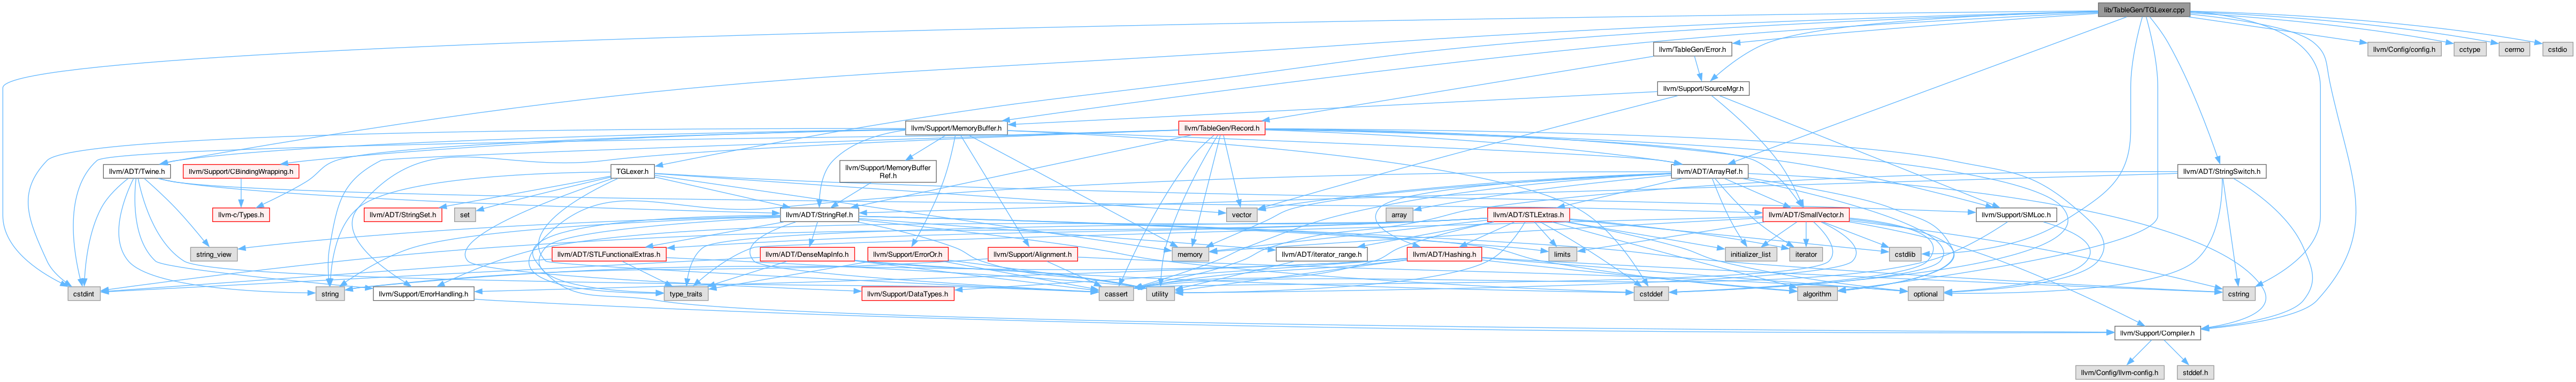 lib/TableGen/TGLexer.cpp
llvm/TableGen/Error.h
llvm/Config/config.h
cctype
cerrno
cstdio
llvm/Support/SourceMgr.h
llvm/Support/MemoryBuffer.h
llvm/TableGen/Record.h
llvm/ADT/Twine.h
llvm/Support/CBindingWrapping.h
TGLexer.h
llvm/Support/MemoryBuffer
Ref.h
llvm/ADT/ArrayRef.h
llvm/ADT/StringSwitch.h
llvm-c/Types.h
llvm/ADT/StringSet.h
set
llvm/ADT/StringRef.h
vector
array
llvm/ADT/STLExtras.h
llvm/ADT/SmallVector.h
llvm/Support/SMLoc.h
string_view
llvm/ADT/STLFunctionalExtras.h
llvm/ADT/DenseMapInfo.h
llvm/Support/ErrorOr.h
llvm/Support/Alignment.h
memory
llvm/ADT/iterator_range.h
limits
llvm/ADT/Hashing.h
initializer_list
iterator
cstdlib
cstdint
string
llvm/Support/ErrorHandling.h
type_traits
llvm/Support/DataTypes.h
cassert
utility
cstddef
algorithm
optional
cstring
llvm/Support/Compiler.h
llvm/Config/llvm-config.h
stddef.h